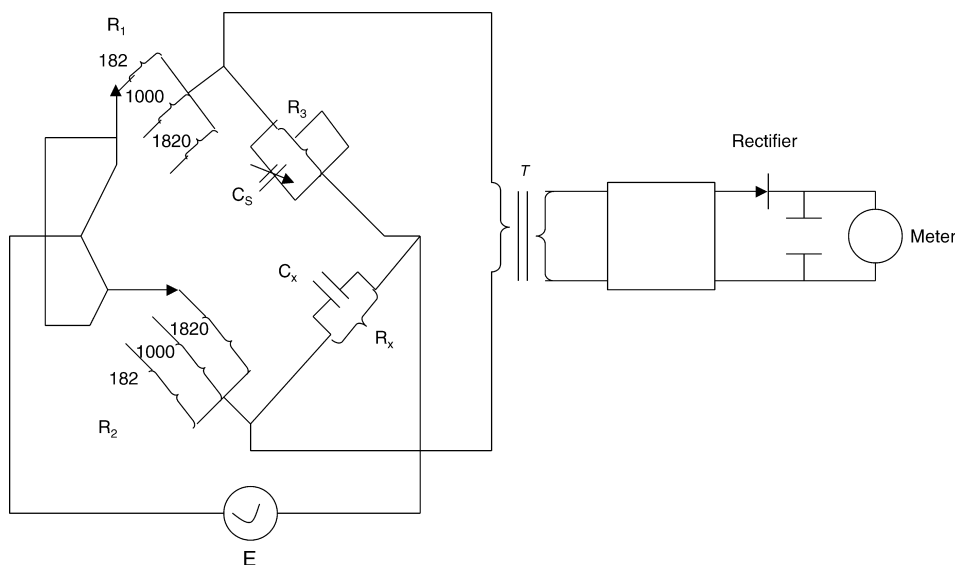 R1
182
1000
1820
R3
CS
T
Rectifier
Meter
Cx
Rx
1820
1000
182
R2
E